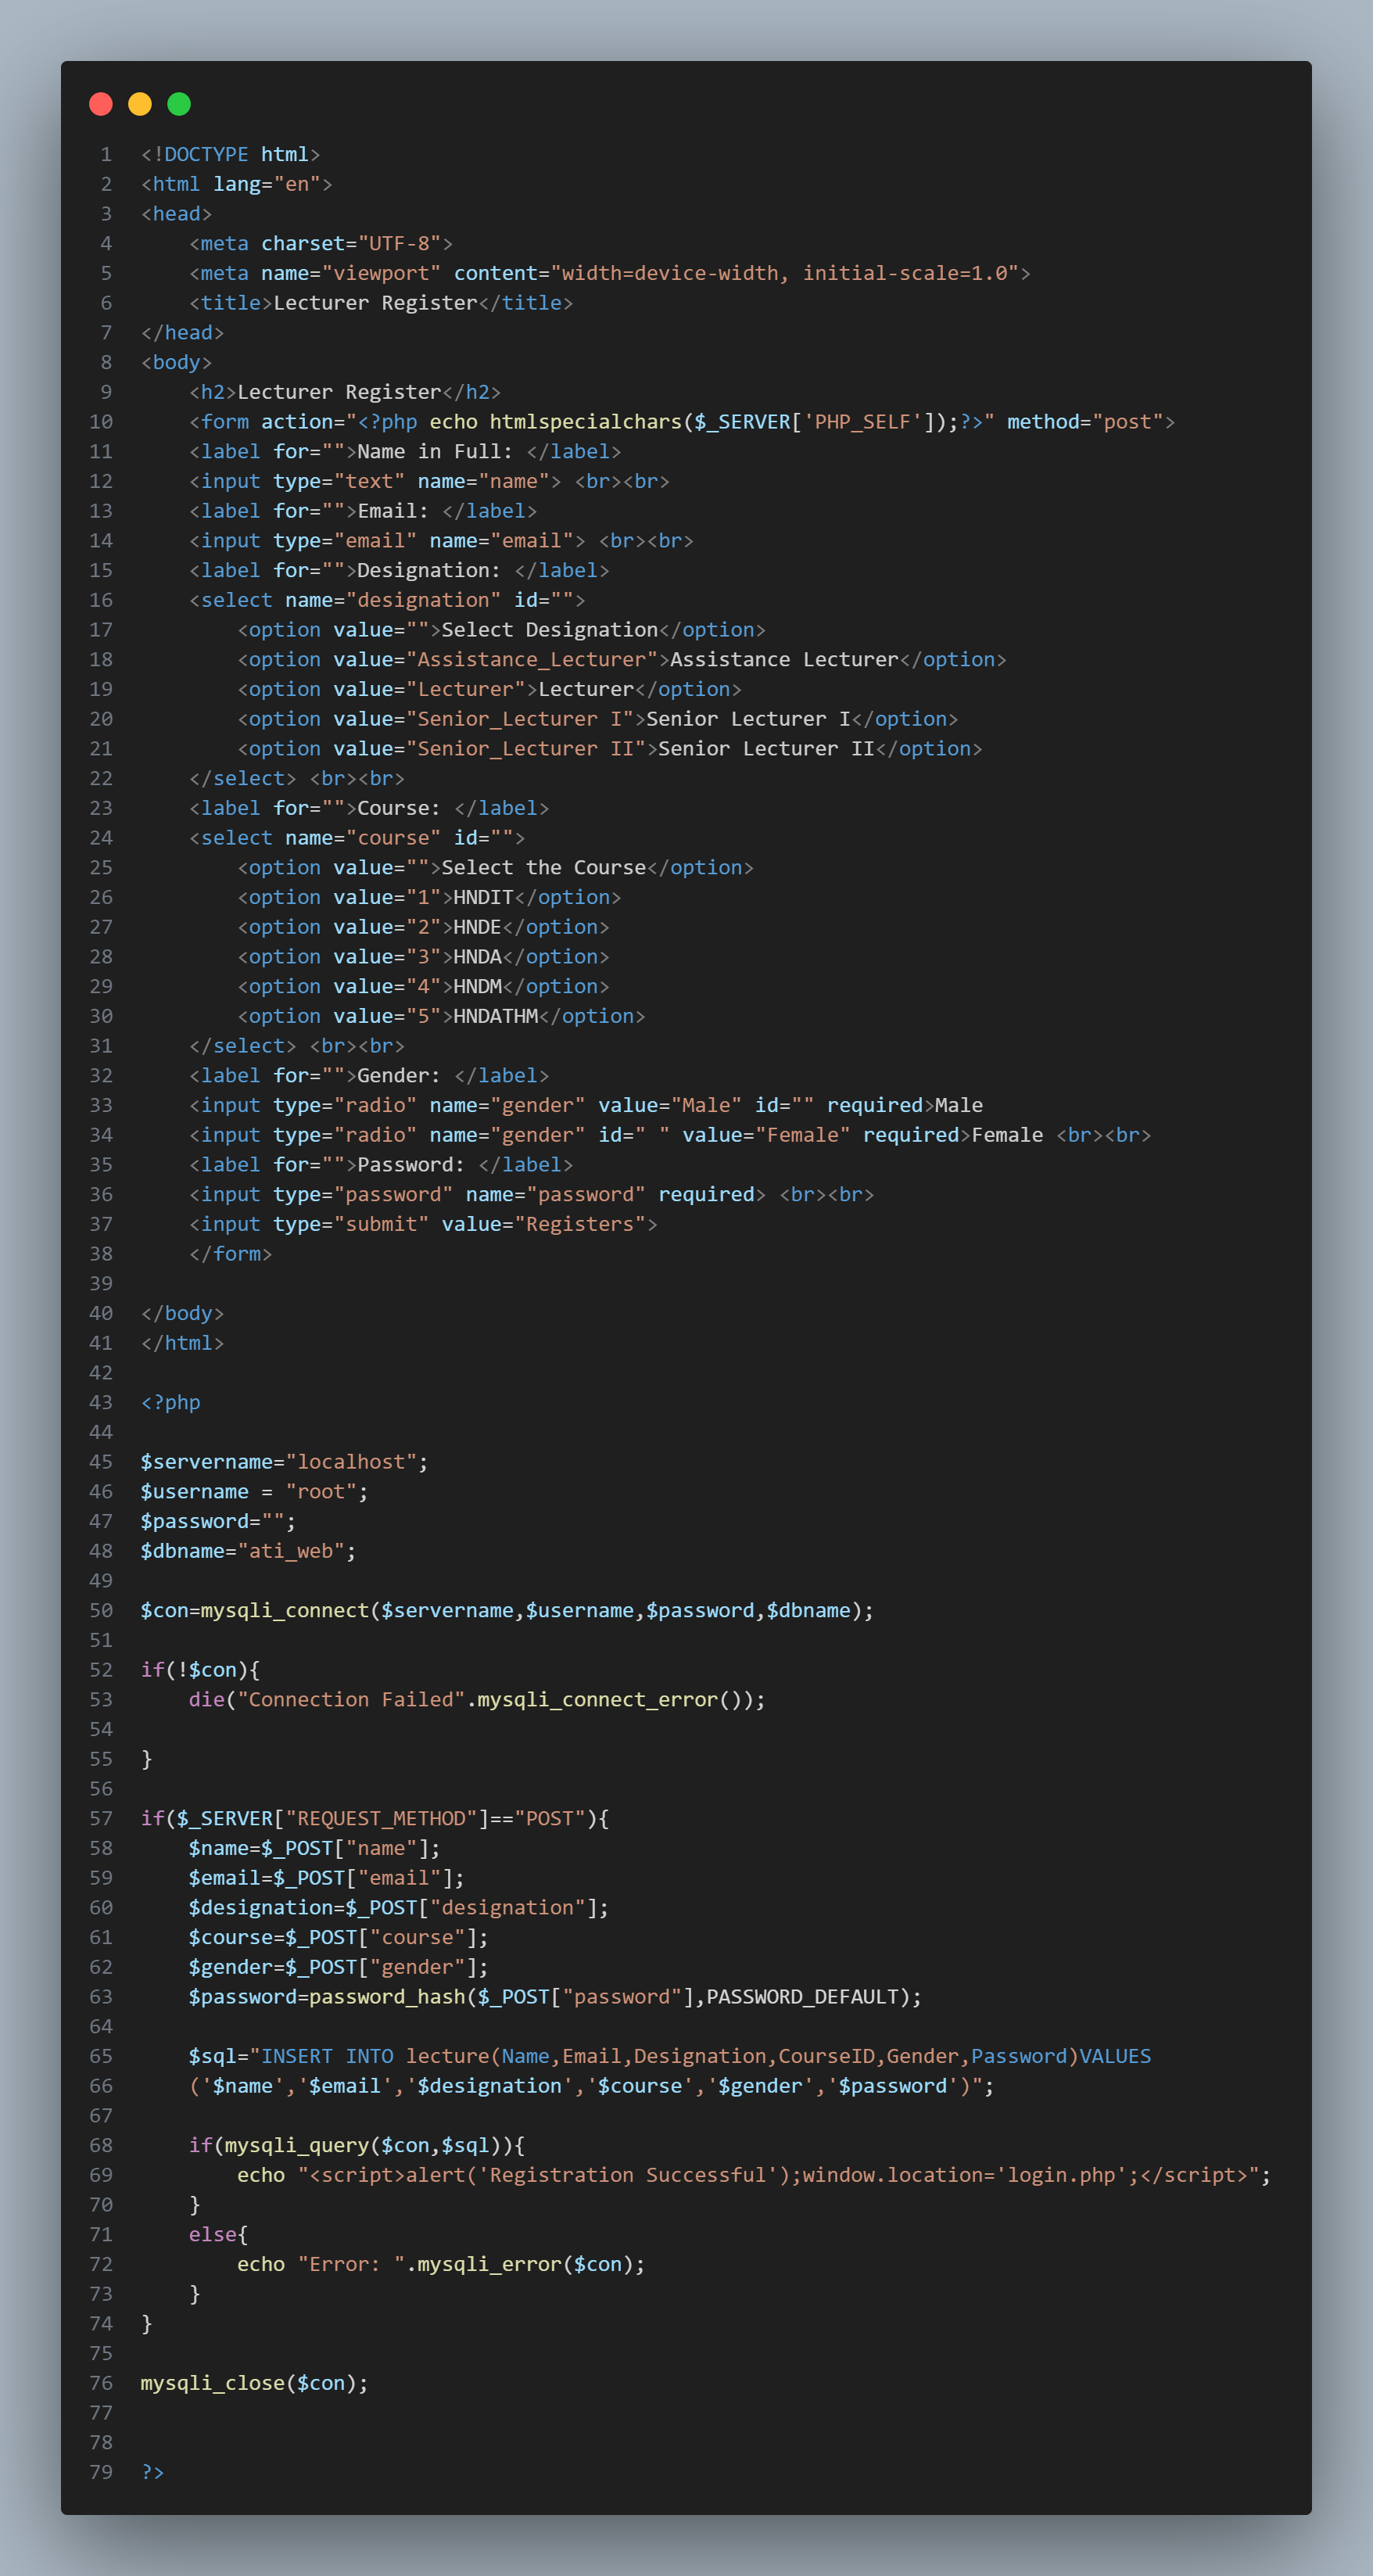 1 <!DOCTYPE html>
2 <html lang="en">
3 <head>
4     <meta charset="UTF-8">
5     <meta name="viewport" content="width=device-width, initial-scale=1.0">
6     <title>Lecturer Register</title>
7 </head>
8 <body>
9     <h2>Lecturer Register</h2>
10     <form action="<?php echo htmlspecialchars($_SERVER['PHP_SELF']);?>" method="post">
11     <label for="">Name in Full: </label>
12     <input type="text" name="name"> <br><br>
13     <label for="">Email: </label>
14     <input type="email" name="email"> <br><br>
15     <label for="">Designation: </label>
16     <select name="designation" id="">
17         <option value="">Select Designation</option>
18         <option value="Assistance_Lecturer">Assistance Lecturer</option>
19         <option value="Lecturer">Lecturer</option>
20         <option value="Senior_Lecturer I">Senior Lecturer I</option>
21         <option value="Senior_Lecturer II">Senior Lecturer II</option>
22     </select> <br><br>
23     <label for="">Course: </label>
24     <select name="course" id="">
25         <option value="">Select the Course</option>
26         <option value="1">HNDIT</option>
27         <option value="2">HNDE</option>
28         <option value="3">HNDA</option>
29         <option value="4">HNDM</option>
30         <option value="5">HNDATHM</option>
31     </select> <br><br>
32     <label for="">Gender: </label>
33     <input type="radio" name="gender" value="Male" id="" required>Male
34     <input type="radio" name="gender" id=" " value="Female" required>Female <br><br>
35     <label for="">Password: </label>
36     <input type="password" name="password" required> <br><br>
37     <input type="submit" value="Registers">
38     </form>
39
40 </body>
41 </html>
42
43 <?php
44
45 $servername="localhost";
46 $username = "root";
47 $password="";
48 $dbname="ati_web";
49
50 $con=mysqli_connect($servername,$username,$password,$dbname);
51
52 if(!$con){
53     die("Connection Failed".mysqli_connect_error());
54
55 }
56
57 if($_SERVER["REQUEST_METHOD"]=="POST"){
58     $name=$_POST["name"];
59     $email=$_POST["email"];
60     $designation=$_POST["designation"];
61     $course=$_POST["course"];
62     $gender=$_POST["gender"];
63     $password=password_hash($_POST["password"],PASSWORD_DEFAULT);
64
65     $sql="INSERT INTO lecture(Name,Email,Designation,CourseID,Gender,Password)VALUES
66     ('$name','$email','$designation','$course','$gender','$password')";
67
68     if(mysqli_query($con,$sql)){
69         echo "<script>alert('Registration Successful');window.location='login.php';</script>";
70     }
71     else{
72         echo "Error: ".mysqli_error($con);
73     }
74 }
75
76 mysqli_close($con);
77
78
79 ?>